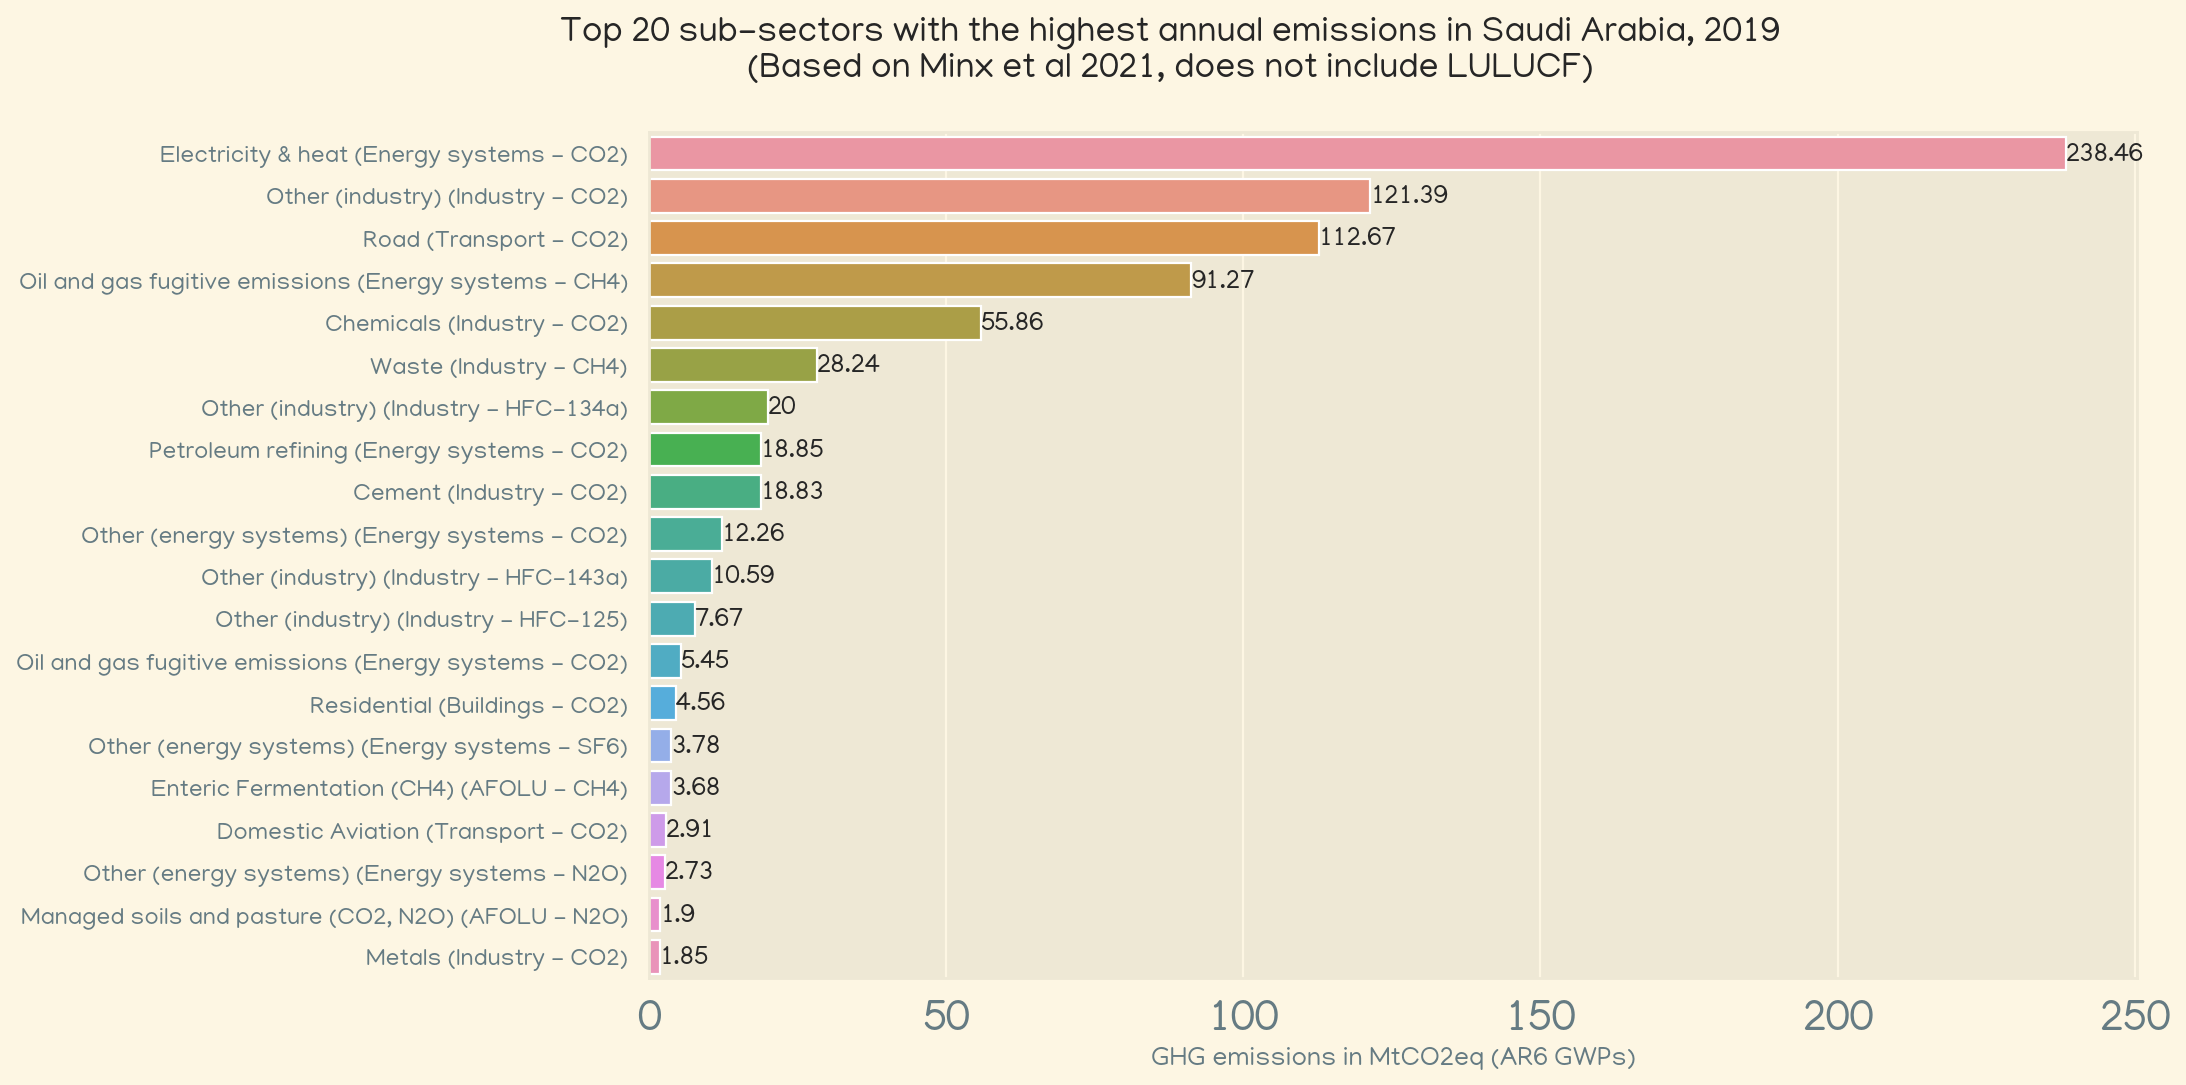 Top 20 sub-sectors with the highest annual emissions in Saudi Arabia, 2019
(Based on Minx et al 2021, does not include LULUCF)
Electricity & heat (Energy systems - CO2) 238.46
Other (industry) (Industry - CO2) 121.39
Road (Transport - CO2) 112.67
Oil and gas fugitive emissions (Energy systems - CH4) 91.27
Chemicals (Industry - CO2) 55.86
Waste (Industry - CH4) 28.24
Other (industry) (Industry - HFC-134a) 20
Petroleum refining (Energy systems - CO2) 18.85
Cement (Industry - CO2) 18.83
Other (energy systems) (Energy systems - CO2) 12.26
Other (industry) (Industry - HFC-143a) 10.59
Other (industry) (Industry - HFC-125) 7.67
Oil and gas fugitive emissions (Energy systems - CO2) 5.45
Residential (Buildings - CO2) 4.56
Other (energy systems) (Energy systems - SF6) 3.78
Enteric Fermentation (CH4) (AFOLU - CH4) 3.68
Domestic Aviation (Transport - CO2) 2.91
Other (energy systems) (Energy systems - N2O) 2.73
Managed soils and pasture (CO2, N2O) (AFOLU - N2O) 1.9
Metals (Industry - CO2) 1.85
0 50 100 150 200 250
GHG emissions in MtCO2eq (AR6 GWPs)